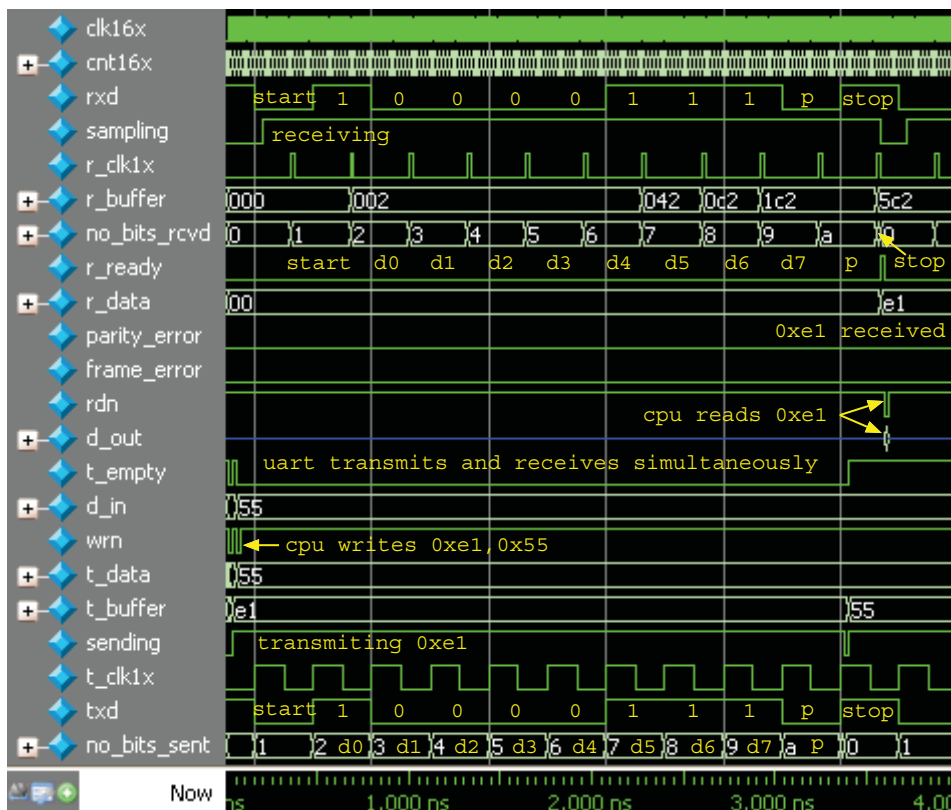 clk16x
cnt16x
rxd start 1 0 0 0 0 1 1 1 p stop
sampling receiving
r_clk1x
r_buffer 000 002 042 0c2 1c2 5c2
no_bits_rcvd 0 1 2 3 4 5 6 7 8 9 a 0
r_ready start d0 d1 d2 d3 d4 d5 d6 d7 p stop
r_data 00 e1
parity_error 0xe1 received
frame_error
rdn cpu reads 0xe1
d_out
t_empty uart transmits and receives simultaneously
d_in 55
wrn cpu writes 0xe1,0x55
t_data 55
t_buffer e1 55
sending transmiting 0xe1
t_clk1x
txd start 1 0 0 0 0 1 1 1 p stop
no_bits_sent 1 2 d0 3 d1 4 d2 5 d3 6 d4 7 d5 8 d6 9 d7 a p 0 1
Now ns 1,000 ns 2,000 ns 3,000 ns 4,0